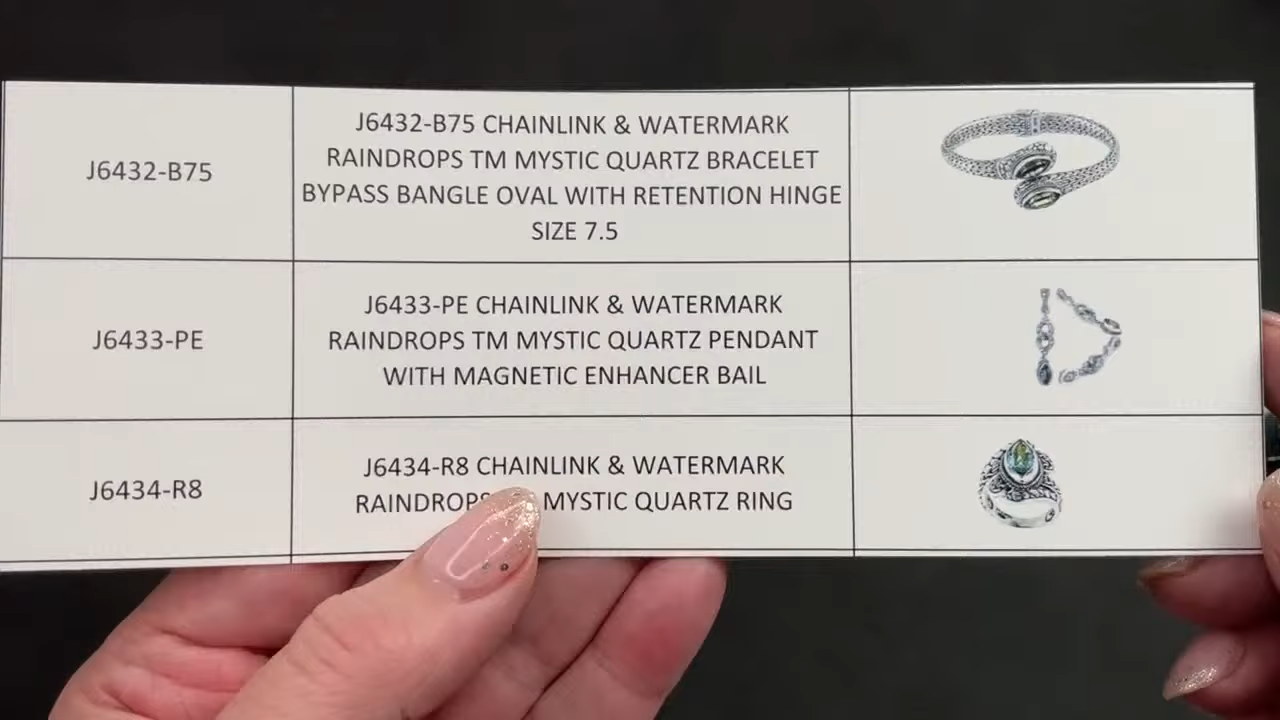 J6432-B75
J6432-B75 CHAINLINK & WATERMARK
RAINDROPS TM MYSTIC QUARTZ BRACELET
BYPASS BANGLE OVAL WITH RETENTION HINGE
SIZE 7.5
J6433-PE
J6433-PE CHAINLINK & WATERMARK
RAINDROPS TM MYSTIC QUARTZ PENDANT
WITH MAGNETIC ENHANCER BAIL
J6434-R8
J6434-R8 CHAINLINK & WATERMARK
RAINDROPS MYSTIC QUARTZ RING